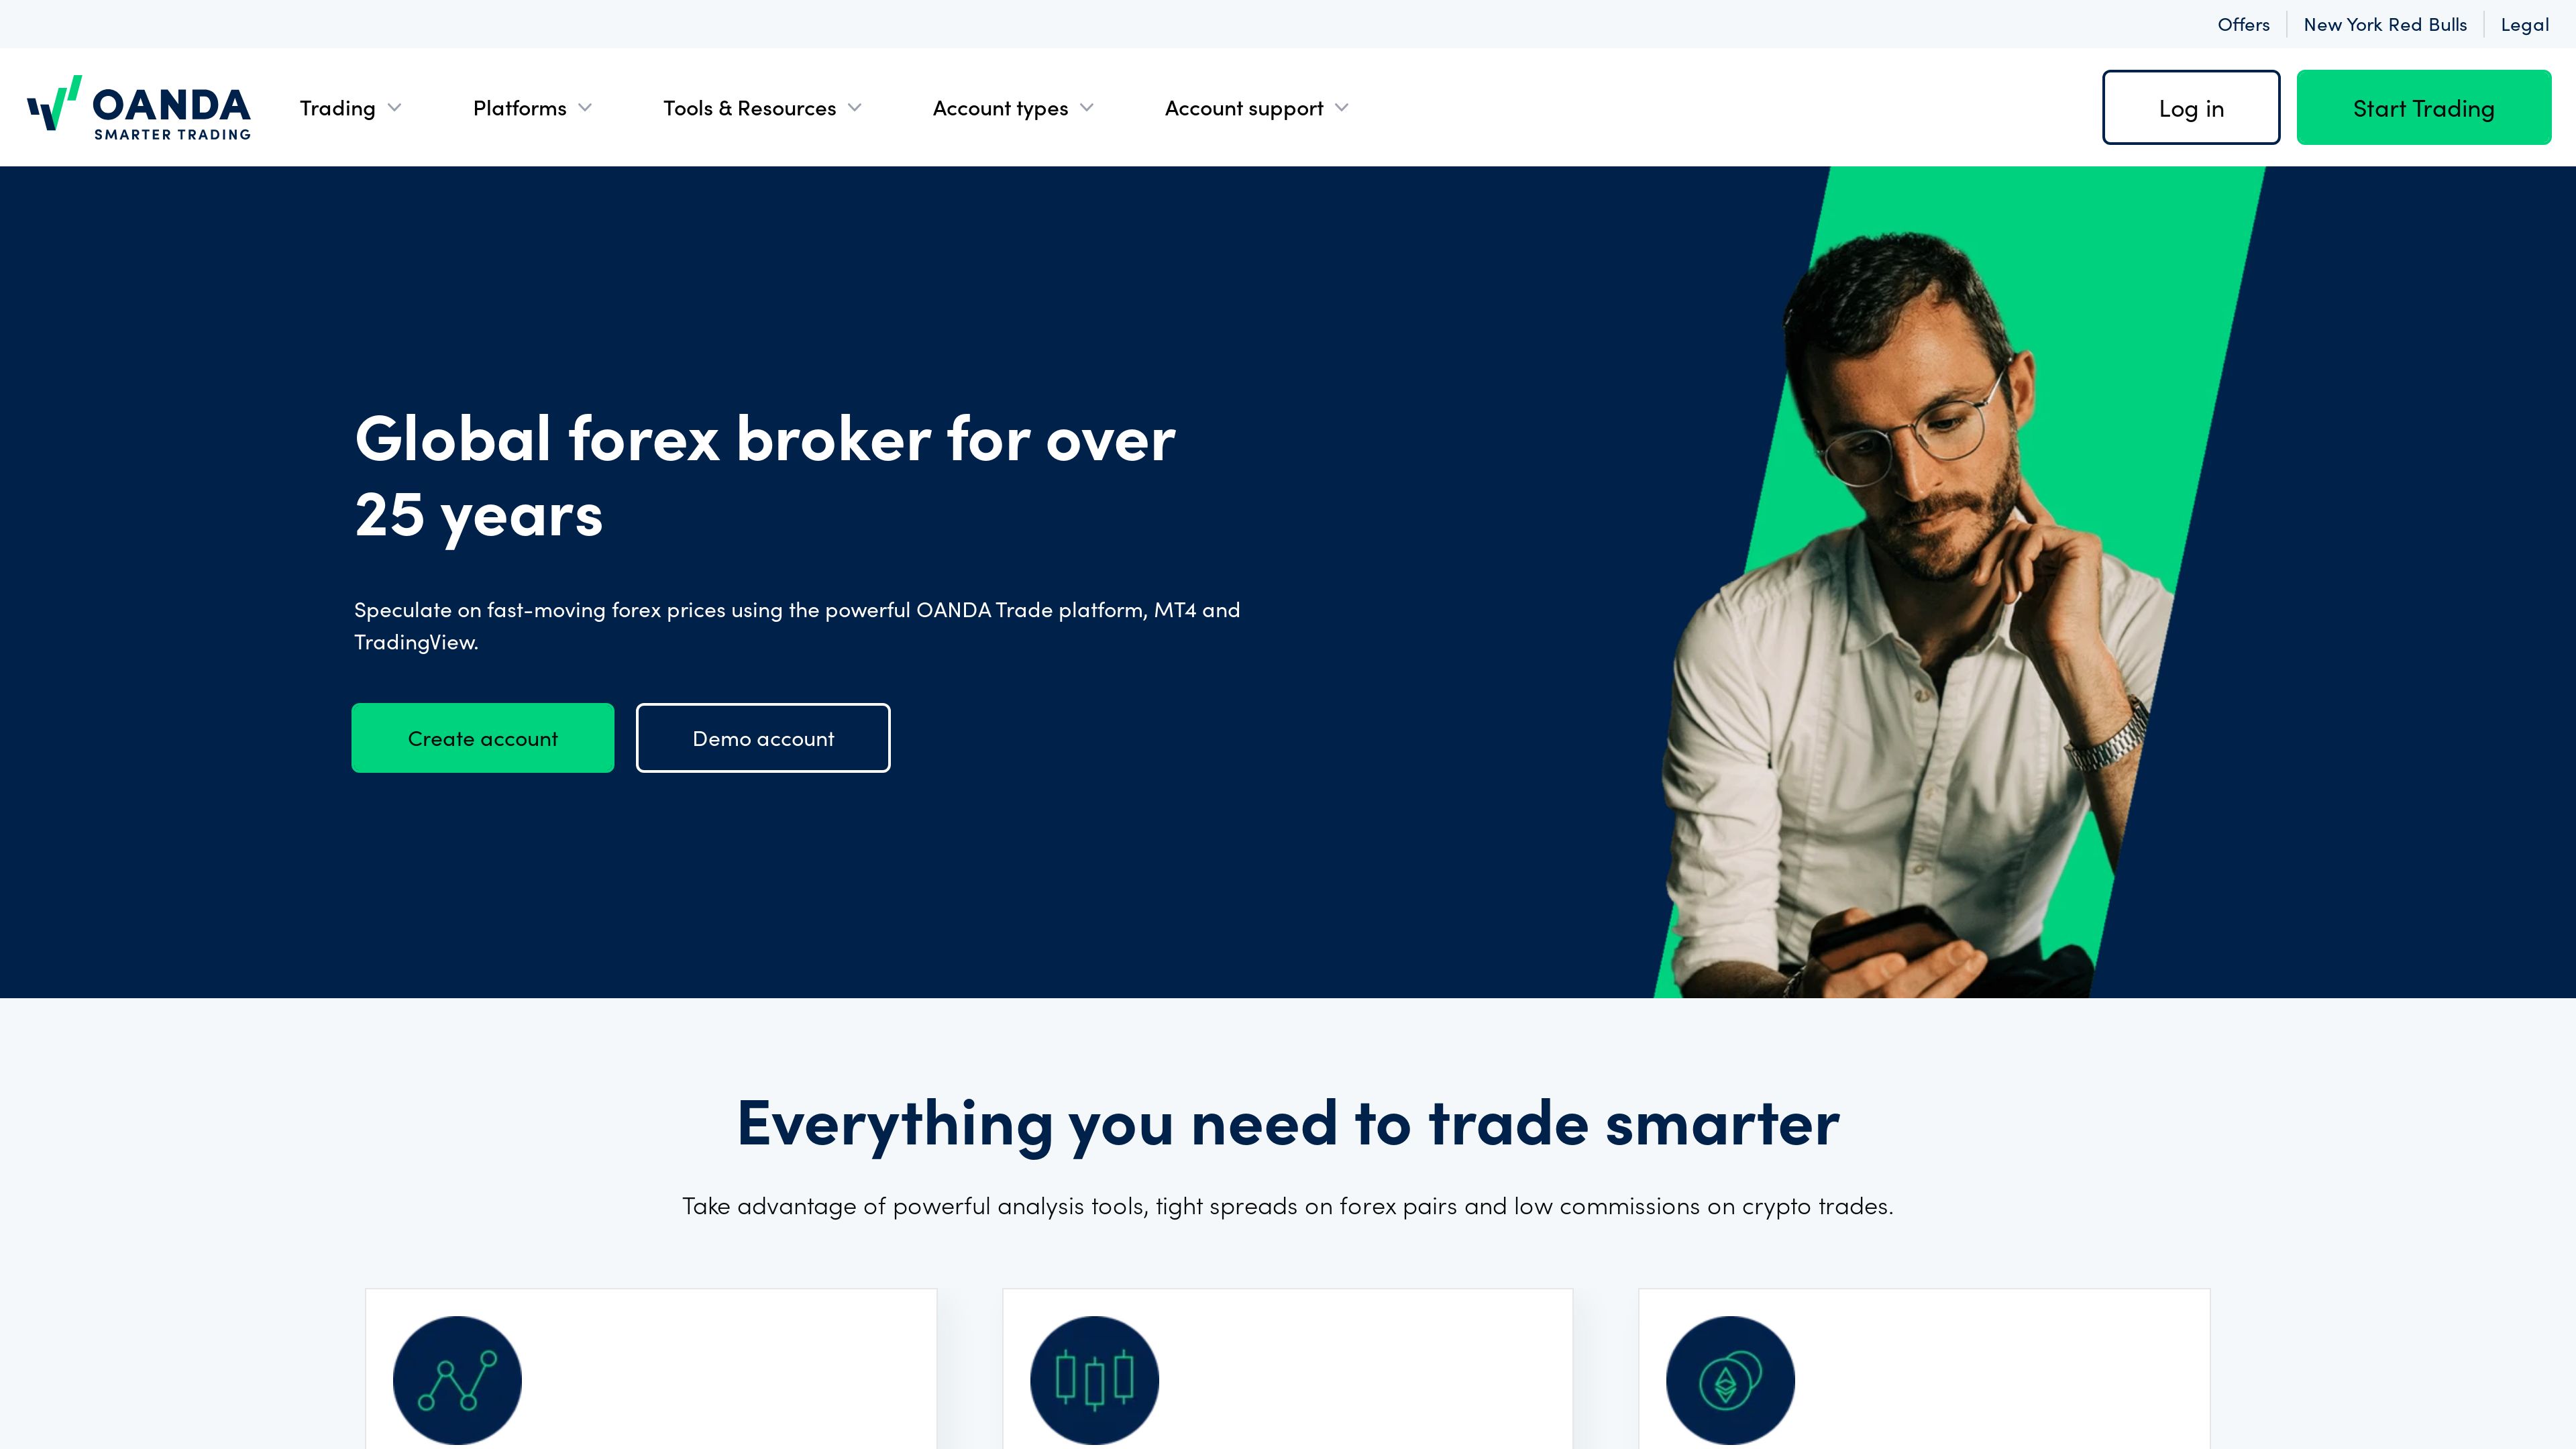 Offers
New York Red Bulls
Legal
OANDA
SMARTER TRADING
Trading
Platforms
Tools & Resources
Account types
Account support
Log in
Start Trading
Global forex broker for over
25 years
Speculate on fast-moving forex prices using the powerful OANDA Trade platform, MT4 and
TradingView.
Create account
Demo account
Everything you need to trade smarter
Take advantage of powerful analysis tools, tight spreads on forex pairs and low commissions on crypto trades.